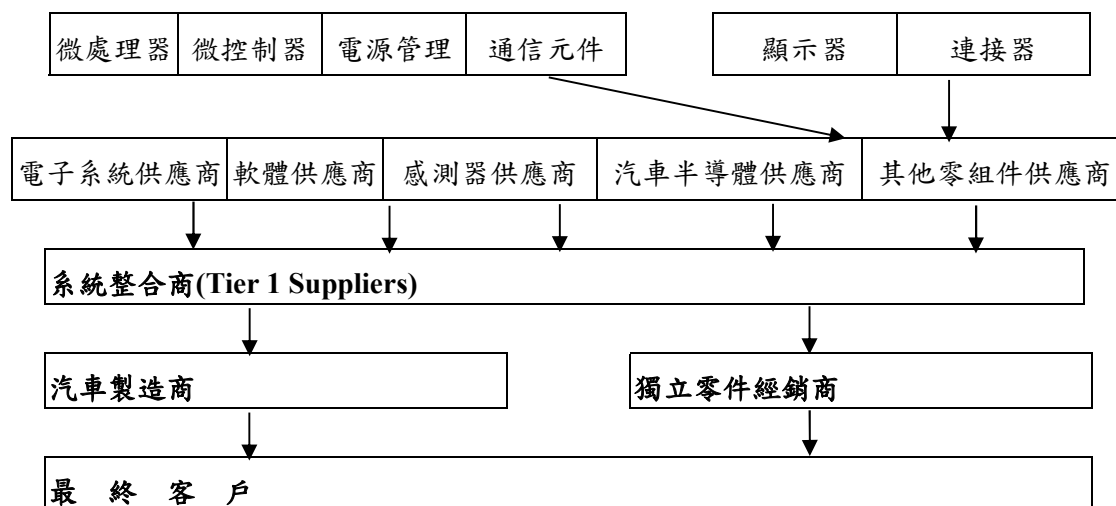 微處理器 微控制器 電源管理 通信元件 顯示器 連接器
電子系統供應商 軟體供應商 感測器供應商 汽車半導體供應商 其他零組件供應商
系統整合商(Tier 1 Suppliers)
汽車製造商 獨立零件經銷商
最 終 客 戶